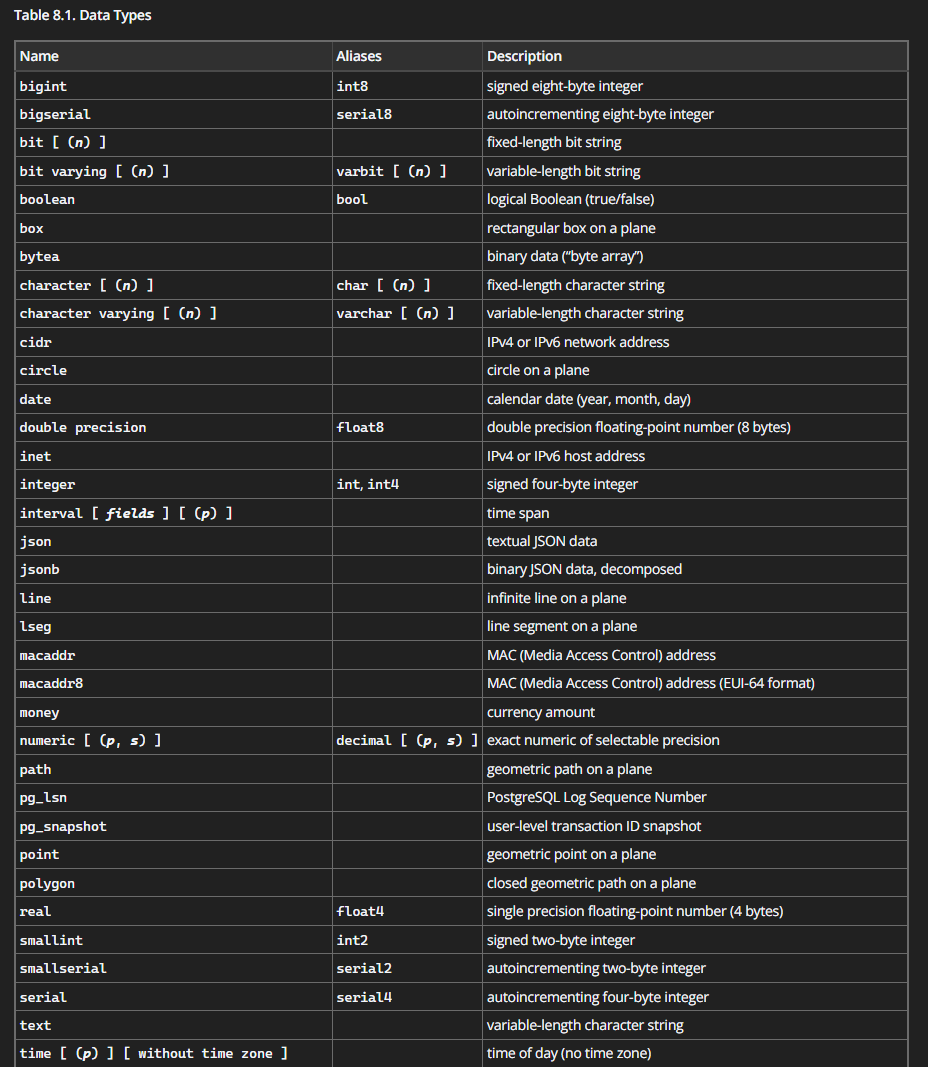 Table 8.1. Data Types
Name Aliases Description
bigint int8 signed eight-byte integer
bigserial serial8 autoincrementing eight-byte integer
bit [ (n) ] fixed-length bit string
bit varying [ (n) ] varbit [ (n) ] variable-length bit string
boolean bool logical Boolean (true/false)
box rectangular box on a plane
bytea binary data (“byte array”)
character [ (n) ] char [ (n) ] fixed-length character string
character varying [ (n) ] varchar [ (n) ] variable-length character string
cidr IPv4 or IPv6 network address
circle circle on a plane
date calendar date (year, month, day)
double precision float8 double precision floating-point number (8 bytes)
inet IPv4 or IPv6 host address
integer int, int4 signed four-byte integer
interval [ fields ] [ (p) ] time span
json textual JSON data
jsonb binary JSON data, decomposed
line infinite line on a plane
lseg line segment on a plane
macaddr MAC (Media Access Control) address
macaddr8 MAC (Media Access Control) address (EUI-64 format)
money currency amount
numeric [ (p, s) ] decimal [ (p, s) ] exact numeric of selectable precision
path geometric path on a plane
pg_lsn PostgreSQL Log Sequence Number
pg_snapshot user-level transaction ID snapshot
point geometric point on a plane
polygon closed geometric path on a plane
real float4 single precision floating-point number (4 bytes)
smallint int2 signed two-byte integer
smallserial serial2 autoincrementing two-byte integer
serial serial4 autoincrementing four-byte integer
text variable-length character string
time [ (p) ] [ without time zone ] time of day (no time zone)